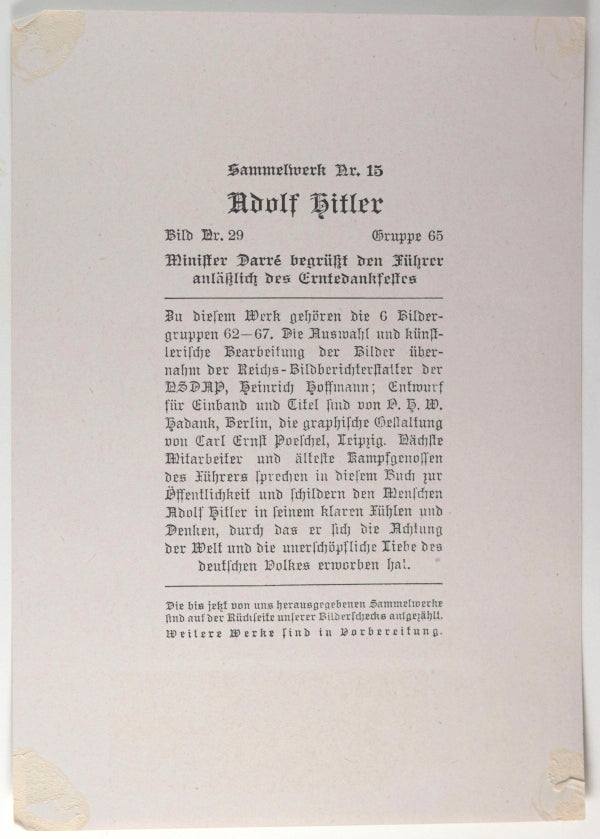 Sammelwerk Nr. 15
Adolf Hitler
Bild Nr. 29 Gruppe 65
Minister Darré begrüßt den Führer
anläßlich des Erntedankfestes
Zu diesem Werk gehören die 6 Bilder-
gruppen 62—67. Die Auswahl und künst-
lerische Bearbeitung der Bilder über-
nahm der Reichs-Bildberichterstatter der
NSDAP, Heinrich Hoffmann; Entwurf
für Einband und Titel sind von O. H. W.
Hadank, Berlin, die graphische Gestaltung
von Carl Ernst Poeschel, Leipzig. Nächste
Mitarbeiter und älteste Kampfgenossen
des Führers sprechen in diesem Buch zur
Öffentlichkeit und schildern den Menschen
Adolf Hitler in seinem klaren Fühlen und
Denken, durch das er sich die Achtung
der Welt und die unerschöpfliche Liebe des
deutschen Volkes erworben hat.
Die bis jetzt von uns herausgegebenen Sammelwerke
sind auf der Rückseite unserer Bilderschecks aufgezählt.
Weitere Werke sind in Vorbereitung.